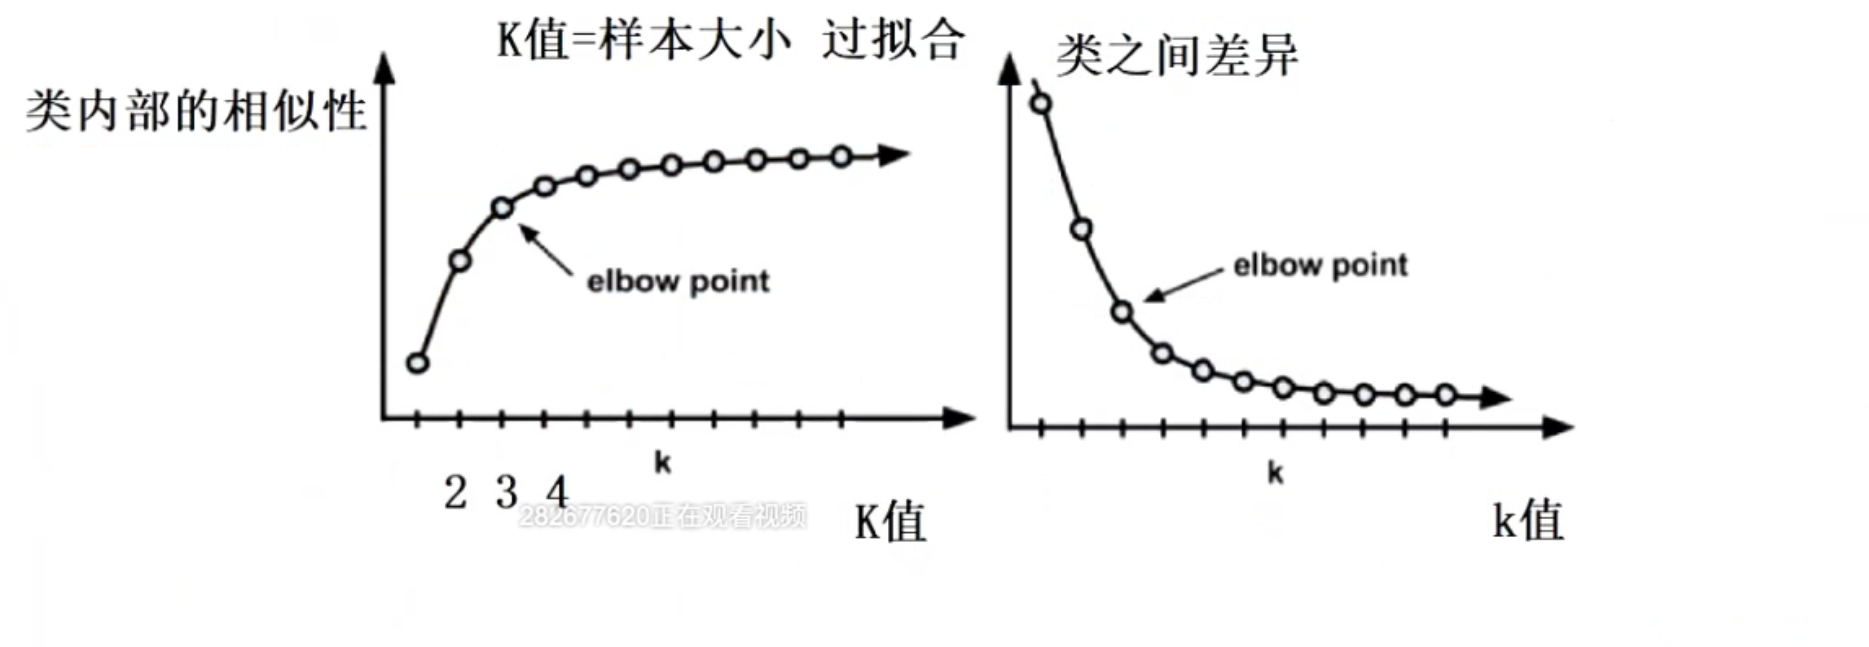 K值=样本大小 过拟合
类之间差异
类内部的相似性
elbow point
elbow point
k
k
2 3 4
282677620正在观看视频
K值
k值